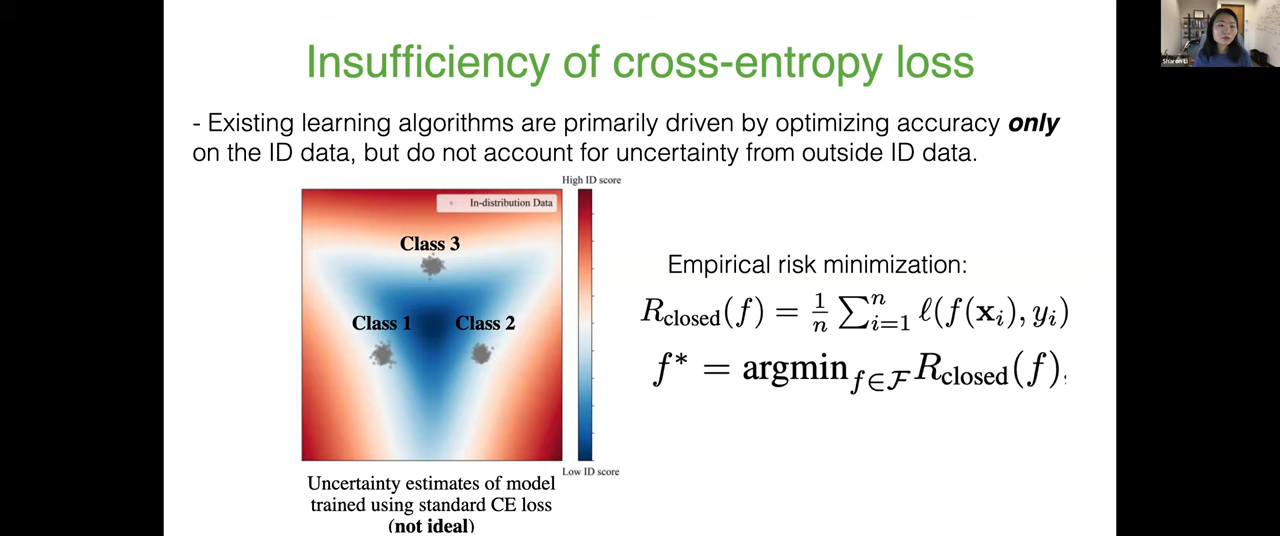 Insufficiency of cross-entropy loss
- Existing learning algorithms are primarily driven by optimizing accuracy only
on the ID data, but do not account for uncertainty from outside ID data.
High ID score
In-distribution Data
Class 3
Class 1
Class 2
Low ID score
Uncertainty estimates of model
trained using standard CE loss
(not ideal)
Empirical risk minimization:
R_closed(f) = 1/n ∑_{i=1}^{n} ℓ(f(x_i), y_i)
f* = argmin_{f∈ℱ} R_closed(f)
Sharon Li